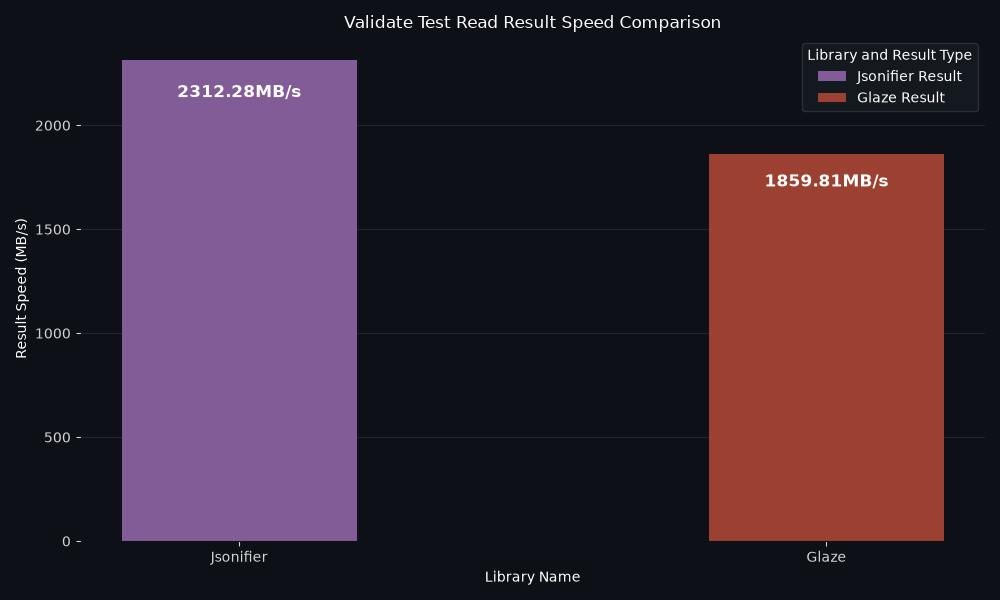 Validate Test Read Result Speed Comparison
Library and Result Type
Jsonifier Result
Glaze Result
2312.28MB/s
1859.81MB/s
Result Speed (MB/s)
2000
1500
1000
500
0
Jsonifier
Glaze
Library Name